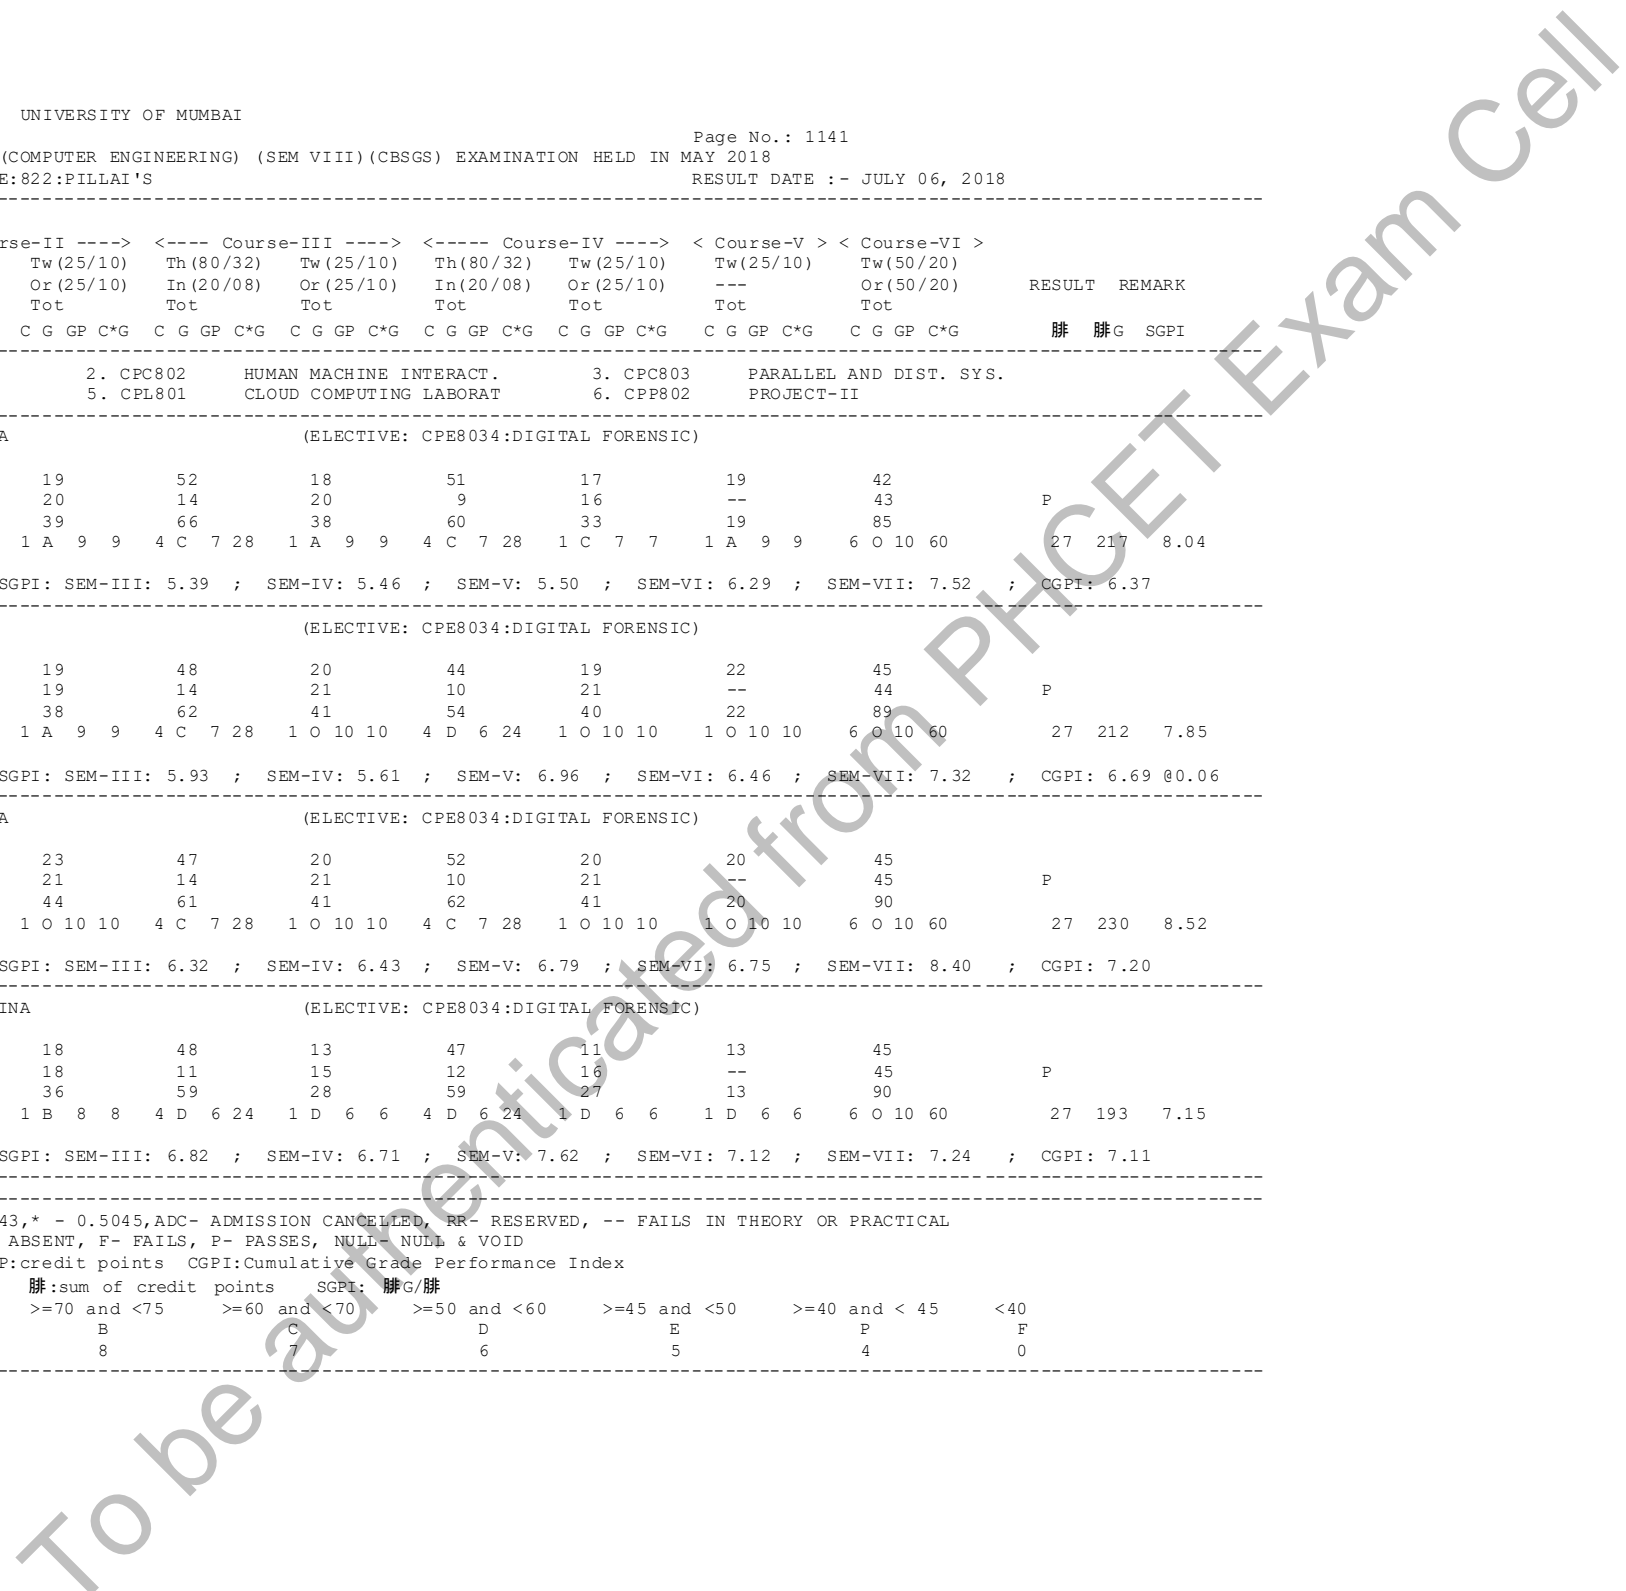 UNIVERSITY OF MUMBAI
Page No.: 1141
(COMPUTER ENGINEERING) (SEM VIII)(CBSGS) EXAMINATION HELD IN MAY 2018
E:822:PILLAI'S RESULT DATE :- JULY 06, 2018
rse-II ----> <---- Course-III ----> <----- Course-IV ----> < Course-V > < Course-VI >
Tw(25/10) Th(80/32) Tw(25/10) Th(80/32) Tw(25/10) Tw(25/10) Tw(50/20)
Or(25/10) In(20/08) Or(25/10) In(20/08) Or(25/10) --- Or(50/20) RESULT REMARK
Tot Tot Tot Tot Tot Tot Tot
C G GP C*G C G GP C*G C G GP C*G C G GP C*G C G GP C*G C G GP C*G C G GP C*G 腓 腓G SGPI
2. CPC802 HUMAN MACHINE INTERACT. 3. CPC803 PARALLEL AND DIST. SYS.
5. CPL801 CLOUD COMPUTING LABORAT 6. CPP802 PROJECT-II
A (ELECTIVE: CPE8034:DIGITAL FORENSIC)
19 52 18 51 17 19 42
20 14 20 9 16 -- 43 P
39 66 38 60 33 19 85
1 A 9 9 4 C 7 28 1 A 9 9 4 C 7 28 1 C 7 7 1 A 9 9 6 O 10 60 27 217 8.04
SGPI: SEM-III: 5.39 ; SEM-IV: 5.46 ; SEM-V: 5.50 ; SEM-VI: 6.29 ; SEM-VII: 7.52 ; CGPI: 6.37
(ELECTIVE: CPE8034:DIGITAL FORENSIC)
19 48 20 44 19 22 45
19 14 21 10 21 -- 44 P
38 62 41 54 40 22 89
1 A 9 9 4 C 7 28 1 O 10 10 4 D 6 24 1 O 10 10 1 O 10 10 6 O 10 60 27 212 7.85
SGPI: SEM-III: 5.93 ; SEM-IV: 5.61 ; SEM-V: 6.96 ; SEM-VI: 6.46 ; SEM-VII: 7.32 ; CGPI: 6.69 @0.06
A (ELECTIVE: CPE8034:DIGITAL FORENSIC)
23 47 20 52 20 20 45
21 14 21 10 21 -- 45 P
44 61 41 62 41 20 90
1 O 10 10 4 C 7 28 1 O 10 10 4 C 7 28 1 O 10 10 1 O 10 10 6 O 10 60 27 230 8.52
SGPI: SEM-III: 6.32 ; SEM-IV: 6.43 ; SEM-V: 6.79 ; SEM-VI: 6.75 ; SEM-VII: 8.40 ; CGPI: 7.20
INA (ELECTIVE: CPE8034:DIGITAL FORENSIC)
18 48 13 47 11 13 45
18 11 15 12 16 -- 45 P
36 59 28 59 27 13 90
1 B 8 8 4 D 6 24 1 D 6 6 4 D 6 24 1 D 6 6 1 D 6 6 6 O 10 60 27 193 7.15
SGPI: SEM-III: 6.82 ; SEM-IV: 6.71 ; SEM-V: 7.62 ; SEM-VI: 7.12 ; SEM-VII: 7.24 ; CGPI: 7.11
43,* - 0.5045,ADC- ADMISSION CANCELLED, RR- RESERVED, -- FAILS IN THEORY OR PRACTICAL
ABSENT, F- FAILS, P- PASSES, NULL- NULL & VOID
P:credit points CGPI:Cumulative Grade Performance Index
腓:sum of credit points SGPI: 腓G/腓
>=70 and <75 >=60 and <70 >=50 and <60 >=45 and <50 >=40 and < 45 <40
B C D E P F
8 7 6 5 4 0
To be authenticated from PHCET Exam Cell